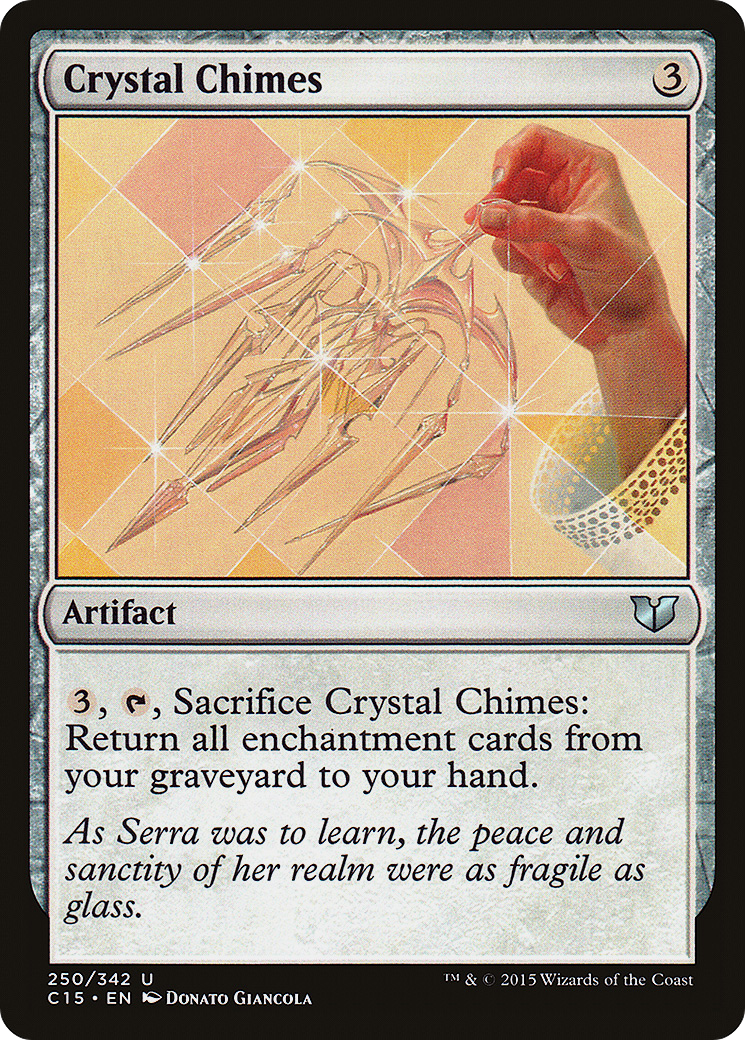 Crystal Chimes
3
Artifact
3, , Sacrifice Crystal Chimes:
Return all enchantment cards from
your graveyard to your hand.
As Serra was to learn, the peace and
sanctity of her realm were as fragile as
glass.
250/342 U
™ & © 2015 Wizards of the Coast
C15 • EN Donato Giancola